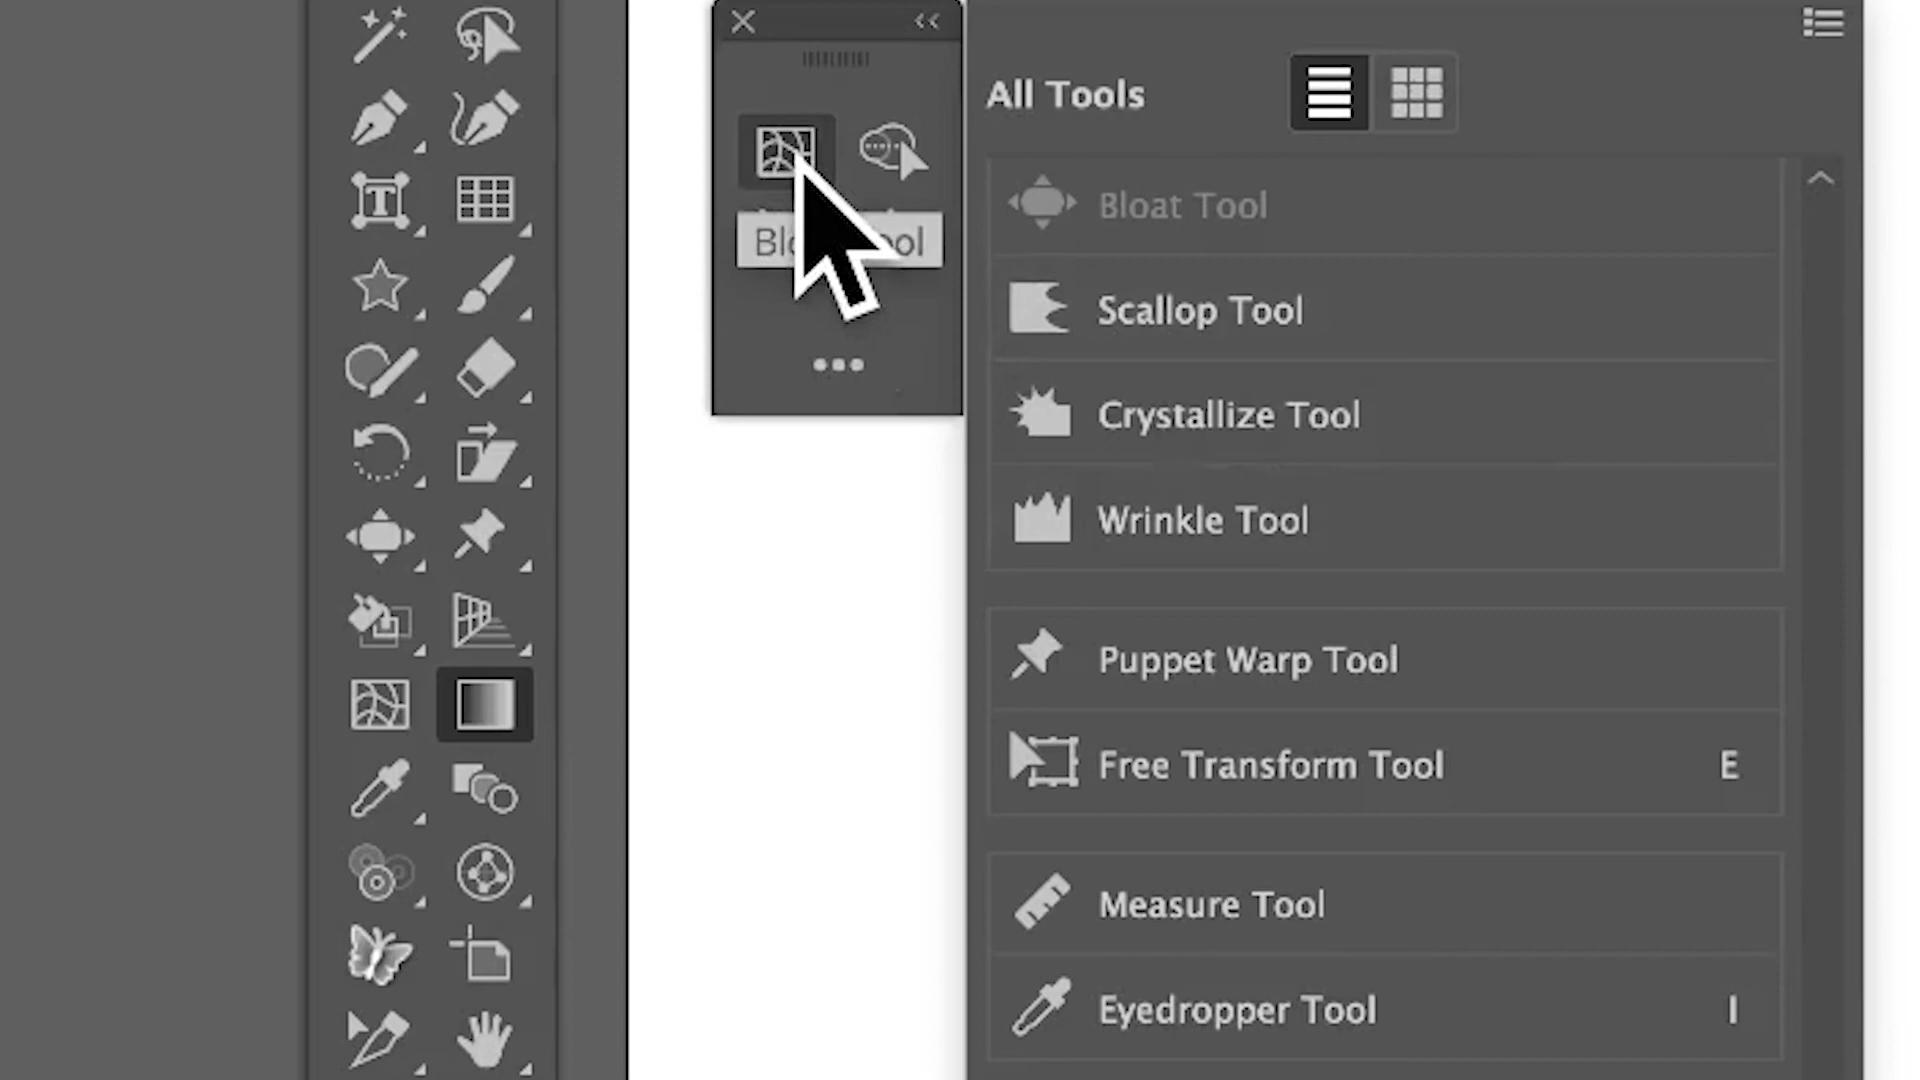 All Tools
Bloat Tool
Scallop Tool
Crystallize Tool
Wrinkle Tool
Puppet Warp Tool
Free Transform Tool E
Measure Tool
Eyedropper Tool I